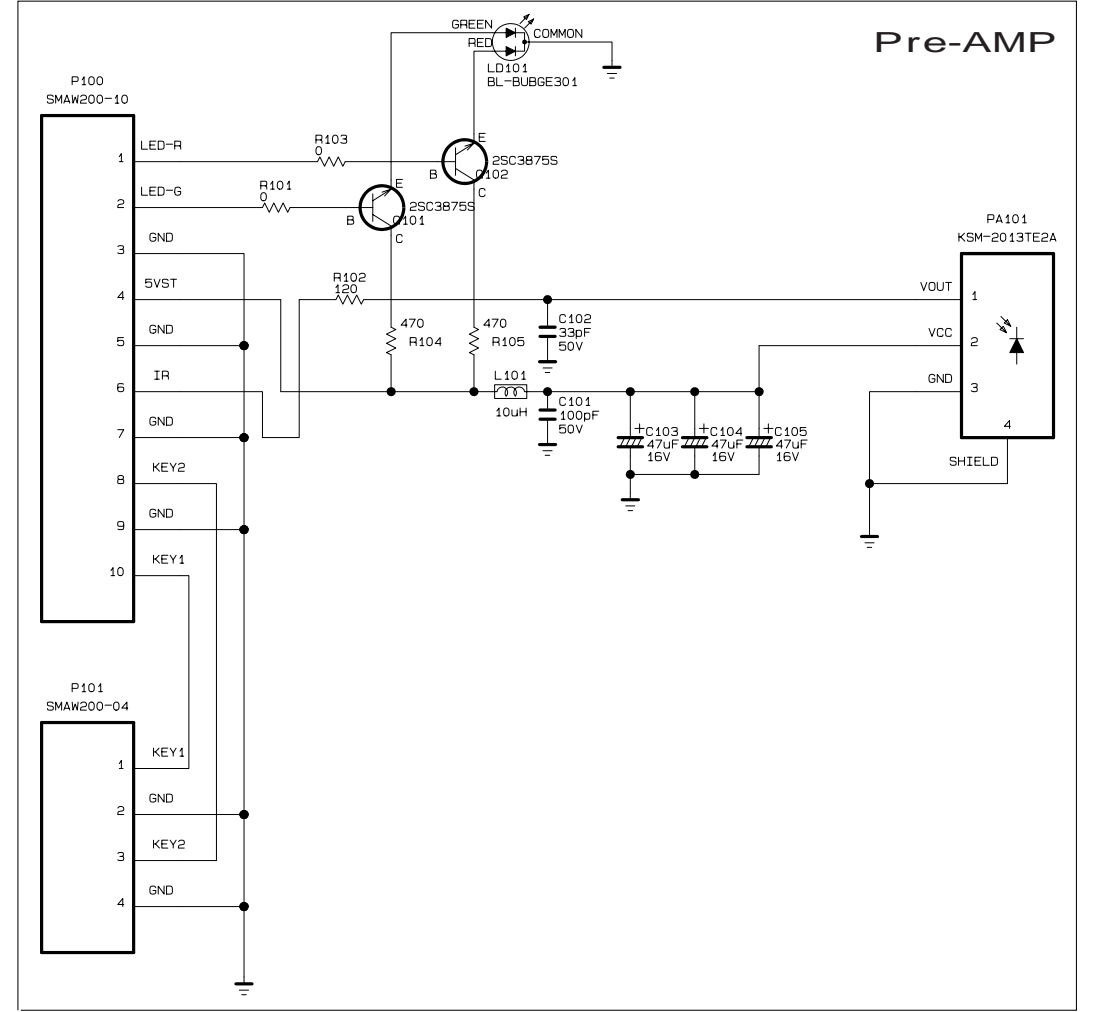 Pre-AMP
GREEN
RED
COMMON
LD101
BL-BUBGE301
P100
SMAW200-10
1
LED-R
2
LED-G
3
GND
4
5VST
5
GND
6
IR
7
GND
8
KEY2
9
GND
10
KEY1
R103
0
R101
0
E
B
C
2SC3875S
Q102
E
B
C
2SC3875S
Q101
R102
120
470
R104
470
R105
C102
33pF
50V
L101
10uH
C101
100pF
50V
+C103
47uF
16V
+C104
47uF
16V
+C105
47uF
16V
PA101
KSM-2013TE2A
VOUT
1
VCC
2
GND
3
4
SHIELD
P101
SMAW200-04
1
KEY1
2
GND
3
KEY2
4
GND